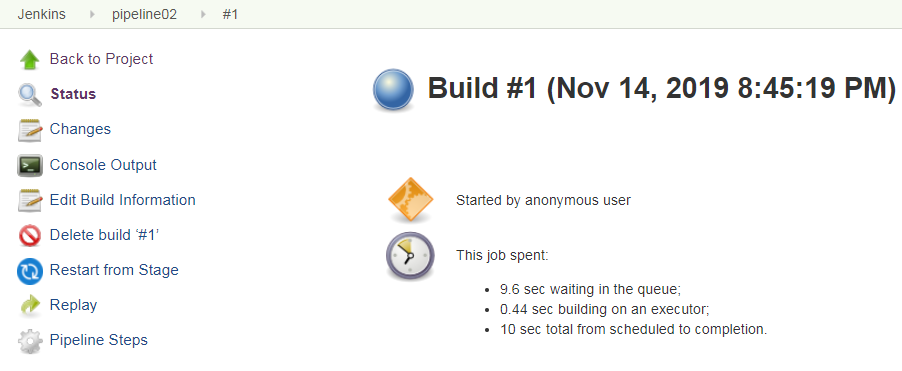 Jenkins pipeline02 #1
Back to Project
Status
Changes
Console Output
Edit Build Information
Delete build ‘#1’
Restart from Stage
Replay
Pipeline Steps
Build #1 (Nov 14, 2019 8:45:19 PM)
Started by anonymous user
This job spent:
• 9.6 sec waiting in the queue;
• 0.44 sec building on an executor;
• 10 sec total from scheduled to completion.